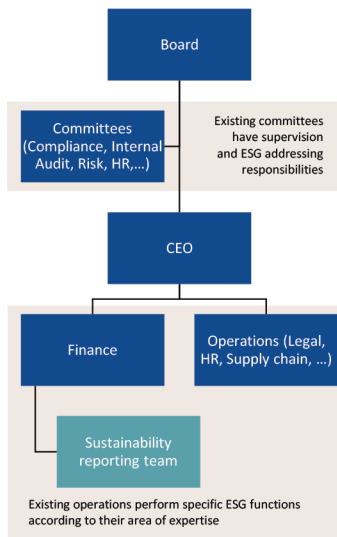 Board
Committees
(Compliance, Internal
Audit, Risk, HR,...)
Existing committees
have supervision
and ESG addressing
responsibilities
CEO
Finance
Operations (Legal,
HR, Supply chain, ...)
Sustainability
reporting team
Existing operations perform specific ESG functions
according to their area of expertise